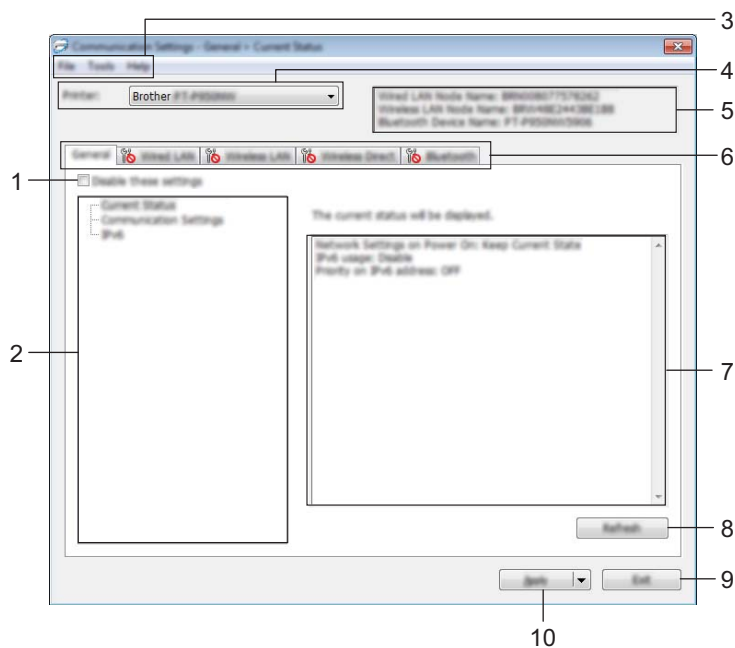 3
Communication Settings - General > Current Status
File Tools Help
4
Printer: Brother
Wired LAN Node Name:
Wireless LAN Node Name:
Bluetooth Device Name:
5
General Wired LAN Wireless LAN Wireless Direct Bluetooth
6
1
Disable these settings
Current Status
Communication Settings
IPv6
The current status will be displayed.
Network Settings on Power On: Keep Current State
IPv6 usage: Disable
Priority on IPv6 address: OFF
2
7
Refresh
8
Apply
Exit
9
10